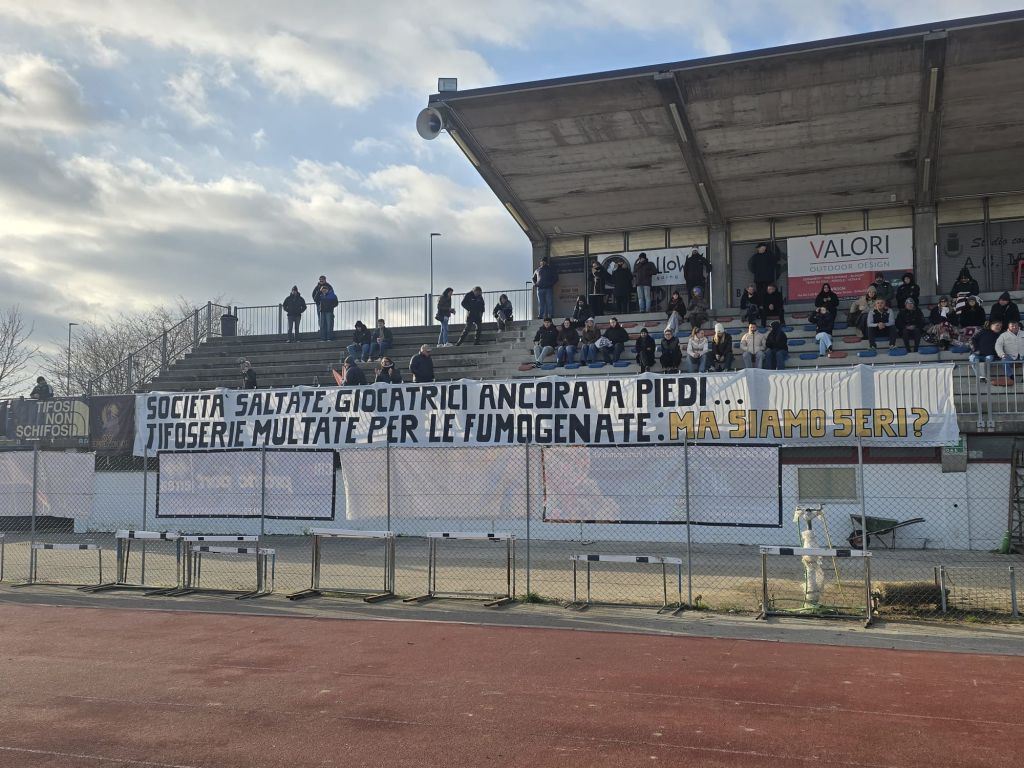 VALORI
OUTDOOR DESIGN
SOCIETÀ SALTATE, GIOCATRICI ANCORA A PIEDI...
TIFOSERIE MULTATE PER LE FUMOGENATE: MA SIAMO SERI?
TIFOSI
NON
SCHIFOSI